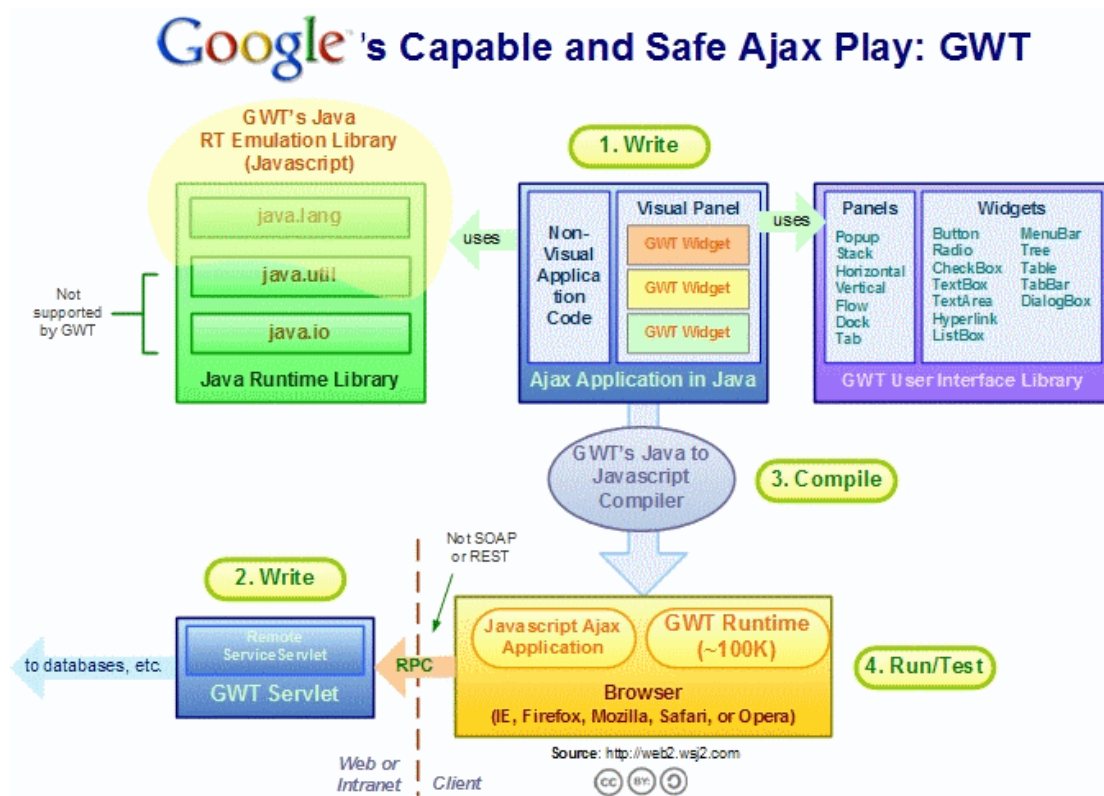 Google™'s Capable and Safe Ajax Play: GWT
GWT's Java
RT Emulation Library
(Javascript)
java.lang
java.util
java.io
Java Runtime Library
Not
supported
by GWT
uses
1. Write
Non-
Visual
Applica
tion
Code
Visual Panel
GWT Widget
GWT Widget
GWT Widget
Ajax Application in Java
uses
Panels
Popup
Stack
Horizontal
Vertical
Flow
Dock
Tab
Widgets
Button
Radio
CheckBox
TextBox
TextArea
Hyperlink
ListBox
MenuBar
Tree
Table
TabBar
DialogBox
GWT User Interface Library
GWT's Java to
Javascript
Compiler
3. Compile
Not SOAP
or REST
2. Write
Remote
ServiceServlet
GWT Servlet
to databases, etc.
RPC
Javascript Ajax
Application
GWT Runtime
(~100K)
Browser
(IE, Firefox, Mozilla, Safari, or Opera)
4. Run/Test
Web or
Intranet
Client
Source: http://web2.wsj2.com
cc
BY: